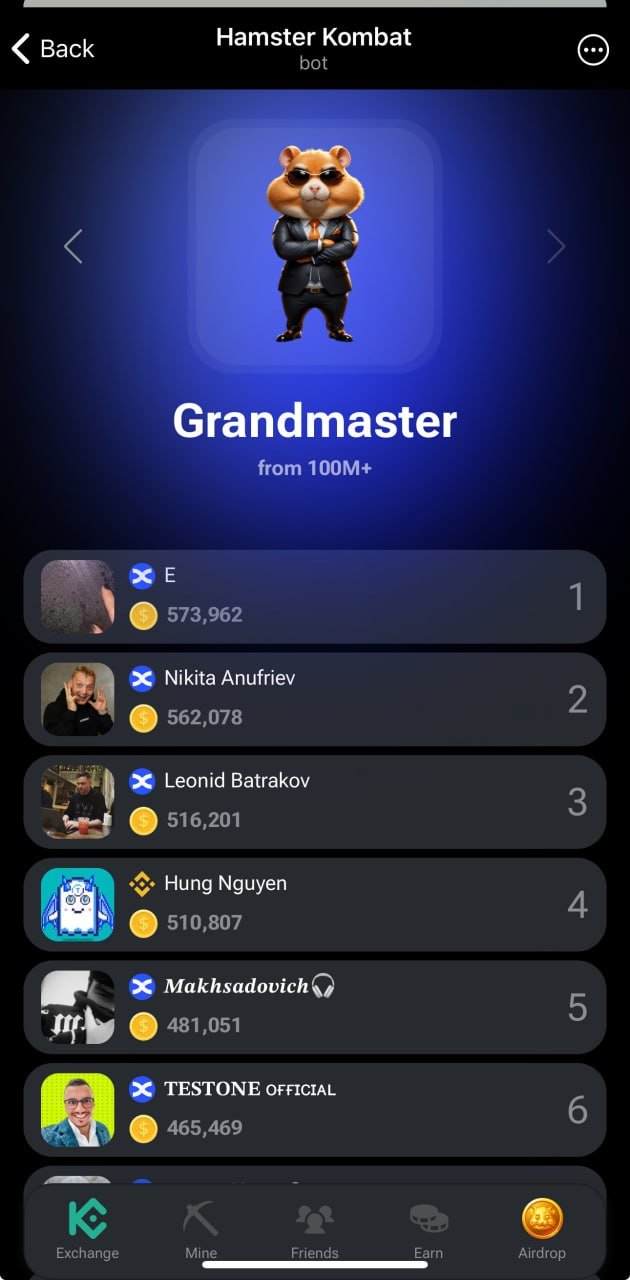 Back
Hamster Kombat
bot
Grandmaster
from 100M+
E
573,962
1
Nikita Anufriev
562,078
2
Leonid Batrakov
516,201
3
Hung Nguyen
510,807
4
𝑴𝒂𝒌𝒉𝒔𝒂𝒅𝒐𝒗𝒊𝒄𝒉🎧
481,051
5
𝐓𝐄𝐒𝐓𝐎𝐍𝐄 ᴏꜰꜰɪᴄɪᴀʟ
465,469
6
Exchange
Mine
Friends
Earn
Airdrop